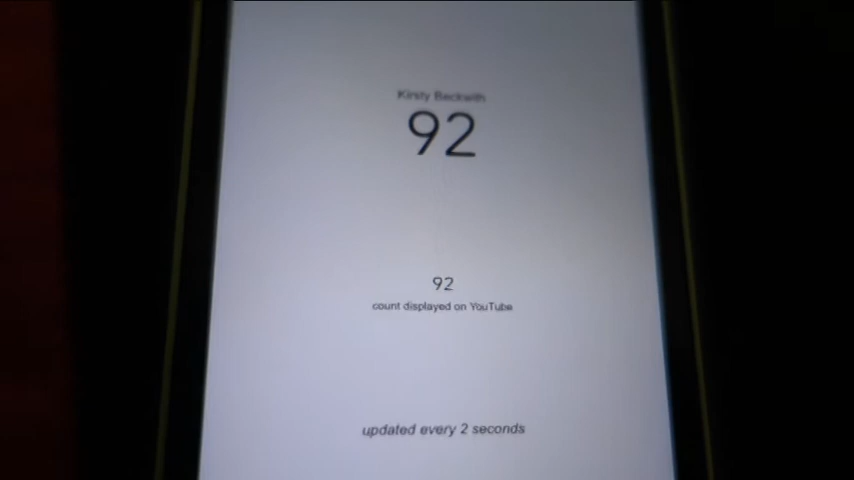 Kirsty Beckwith
92
92
count displayed on YouTube
updated every 2 seconds